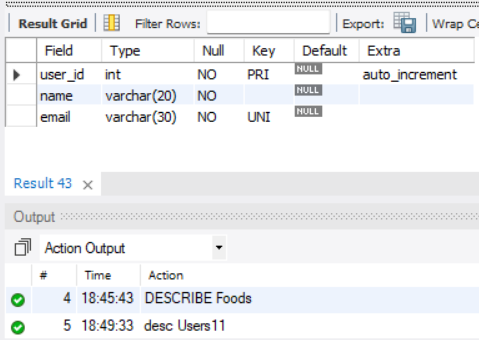 Result Grid Filter Rows: Export: Wrap Ce
Field Type Null Key Default Extra
user_id int NO PRI NULL auto_increment
name varchar(20) NO NULL
email varchar(30) NO UNI NULL
Result 43 ×
Output
Action Output
# Time Action
4 18:45:43 DESCRIBE Foods
5 18:49:33 desc Users11